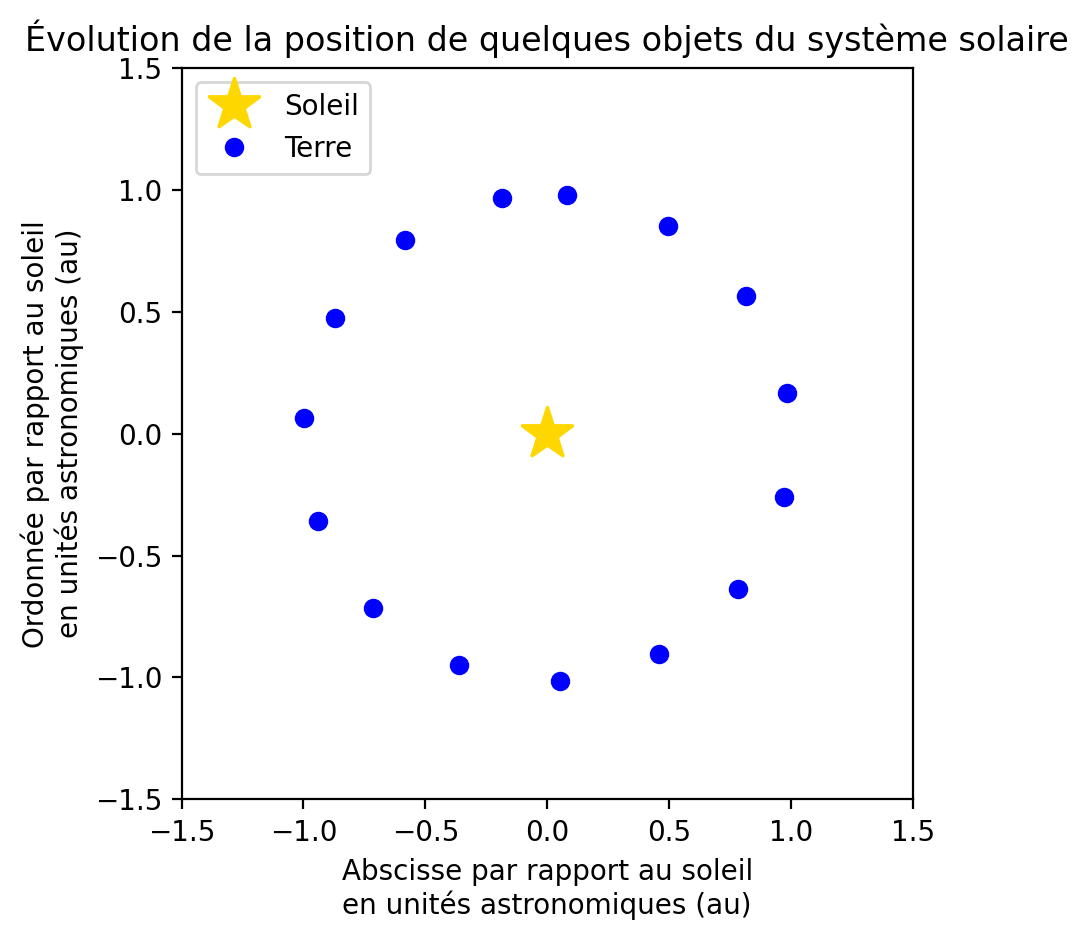 Évolution de la position de quelques objets du système solaire
Soleil
Terre
Ordonnée par rapport au soleil
en unités astronomiques (au)
1.5
1.0
0.5
0.0
−0.5
−1.0
−1.5
−1.5 −1.0 −0.5 0.0 0.5 1.0 1.5
Abscisse par rapport au soleil
en unités astronomiques (au)